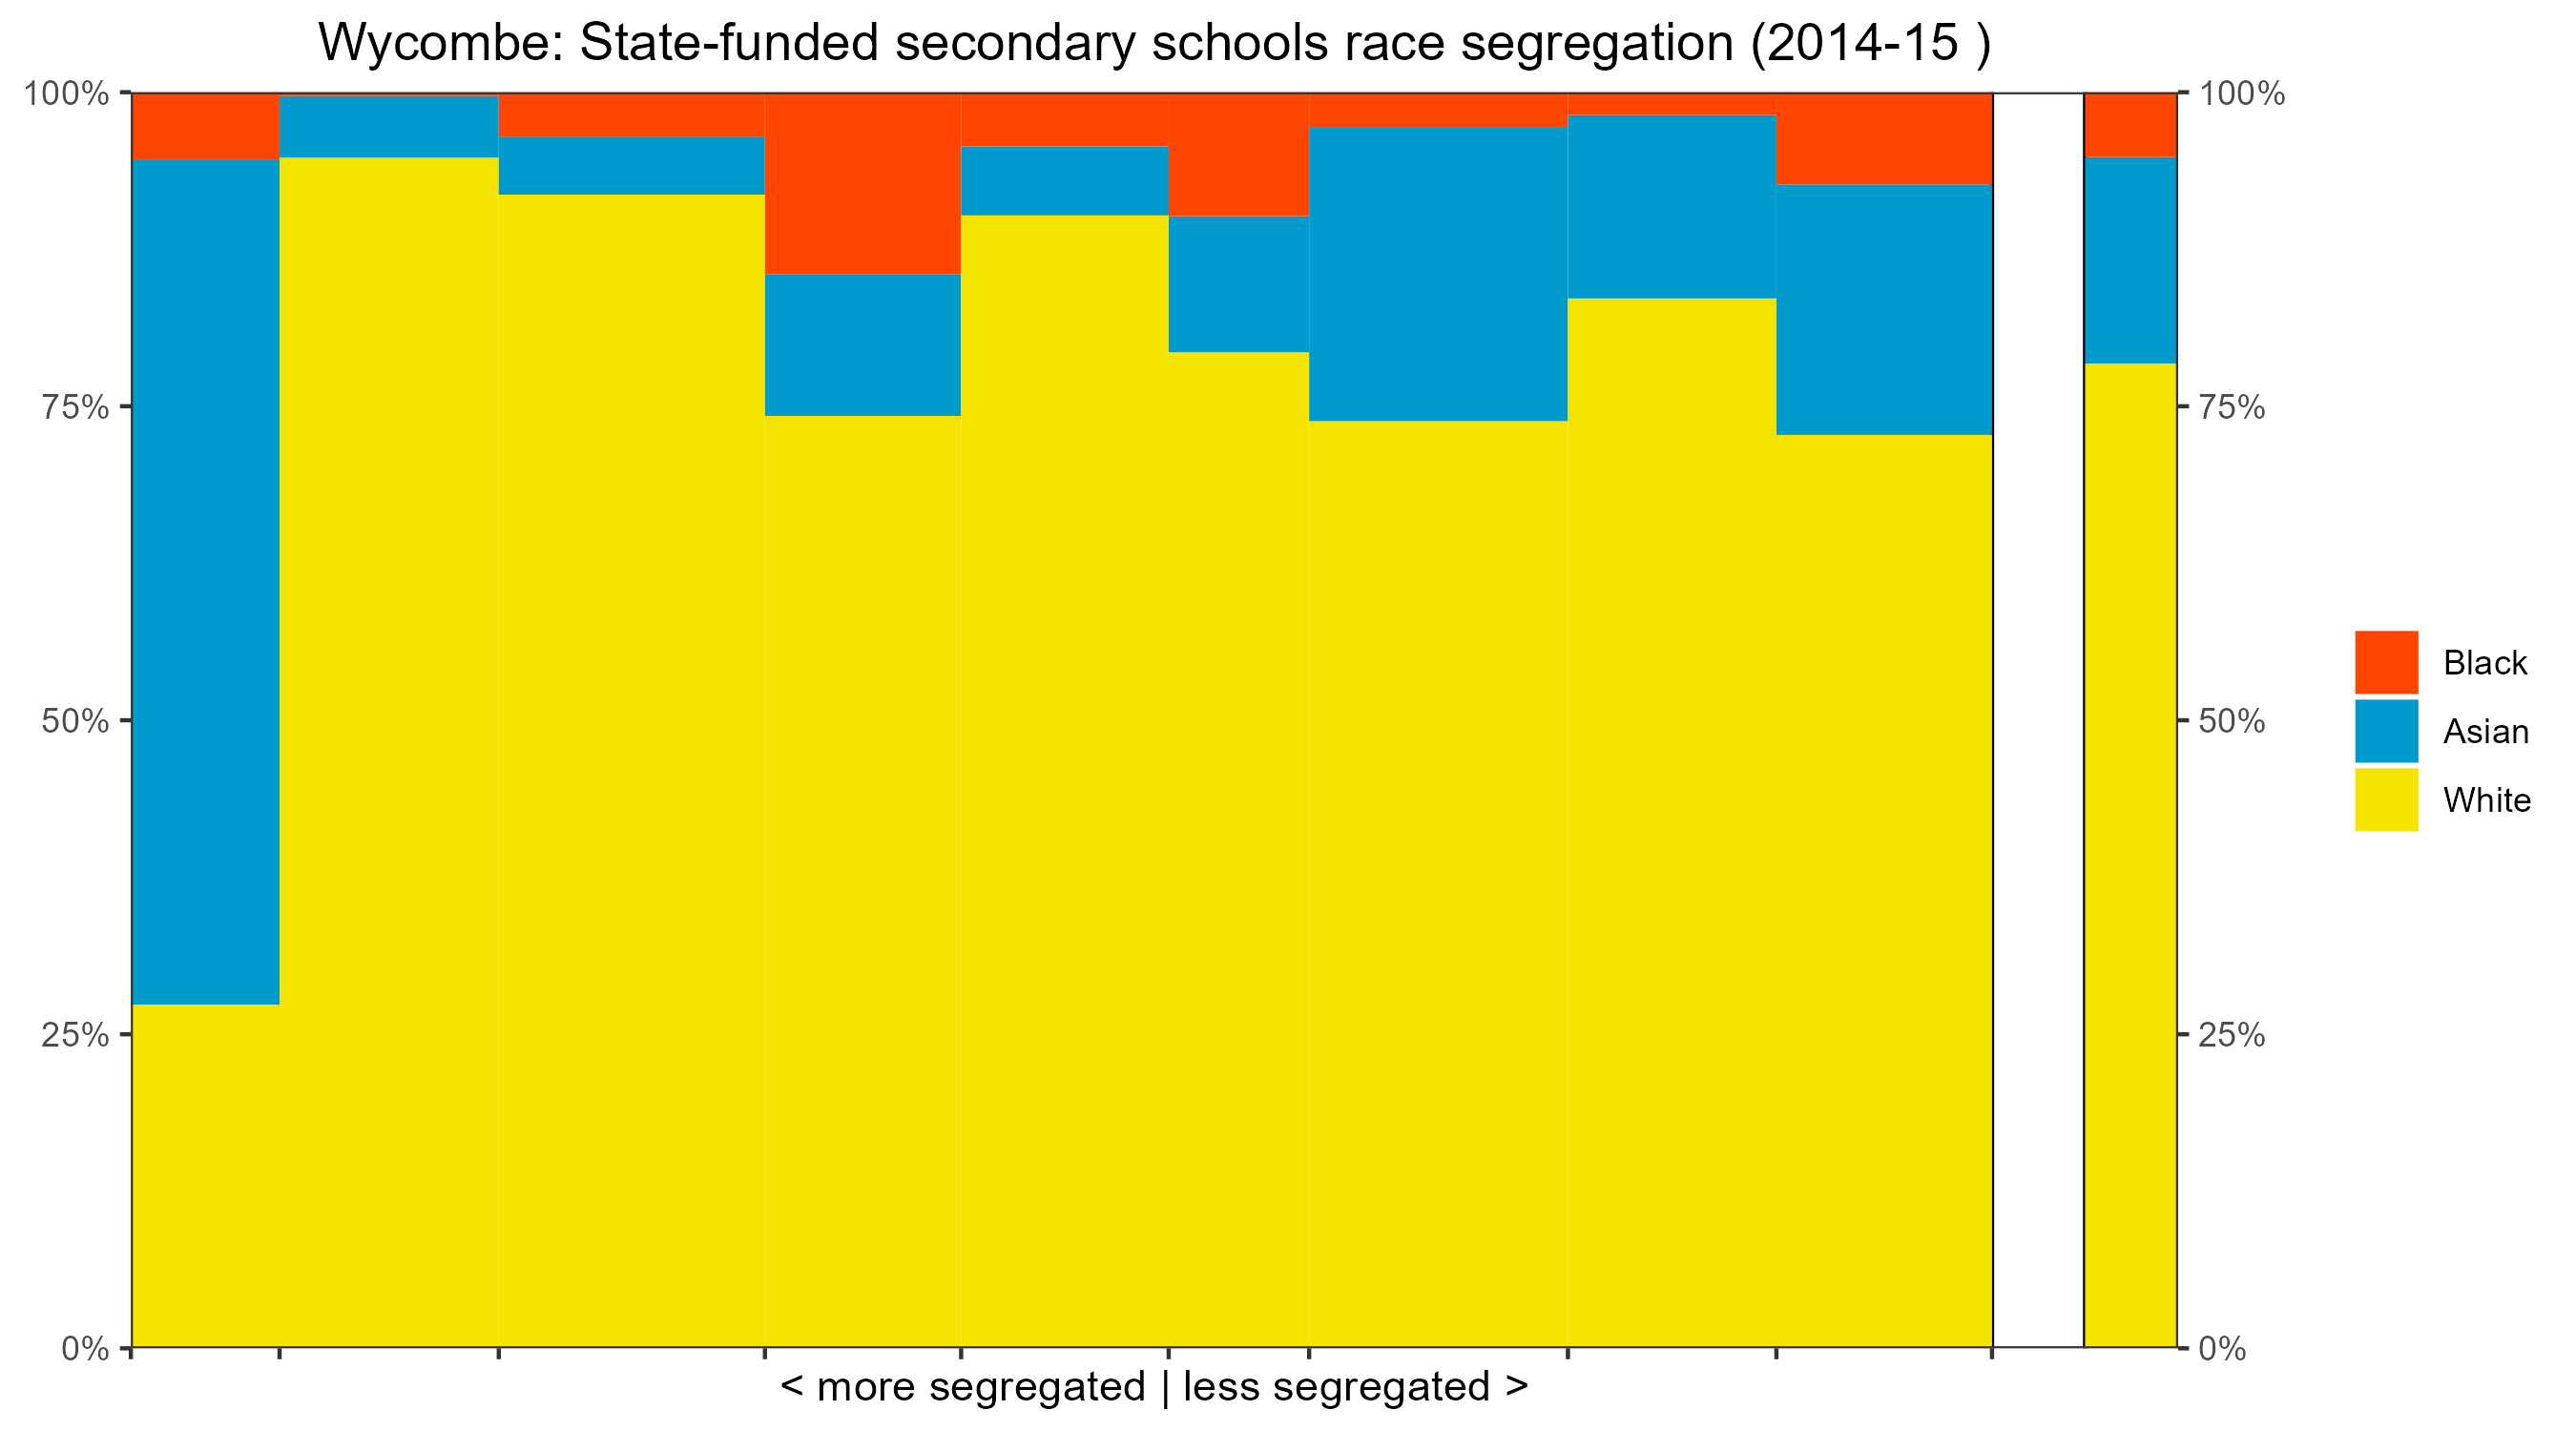 Wycombe: State-funded secondary schools race segregation (2014-15 )
100%
75%
50%
25%
0%
100%
75%
50%
25%
0%
Black
Asian
White
< more segregated | less segregated >